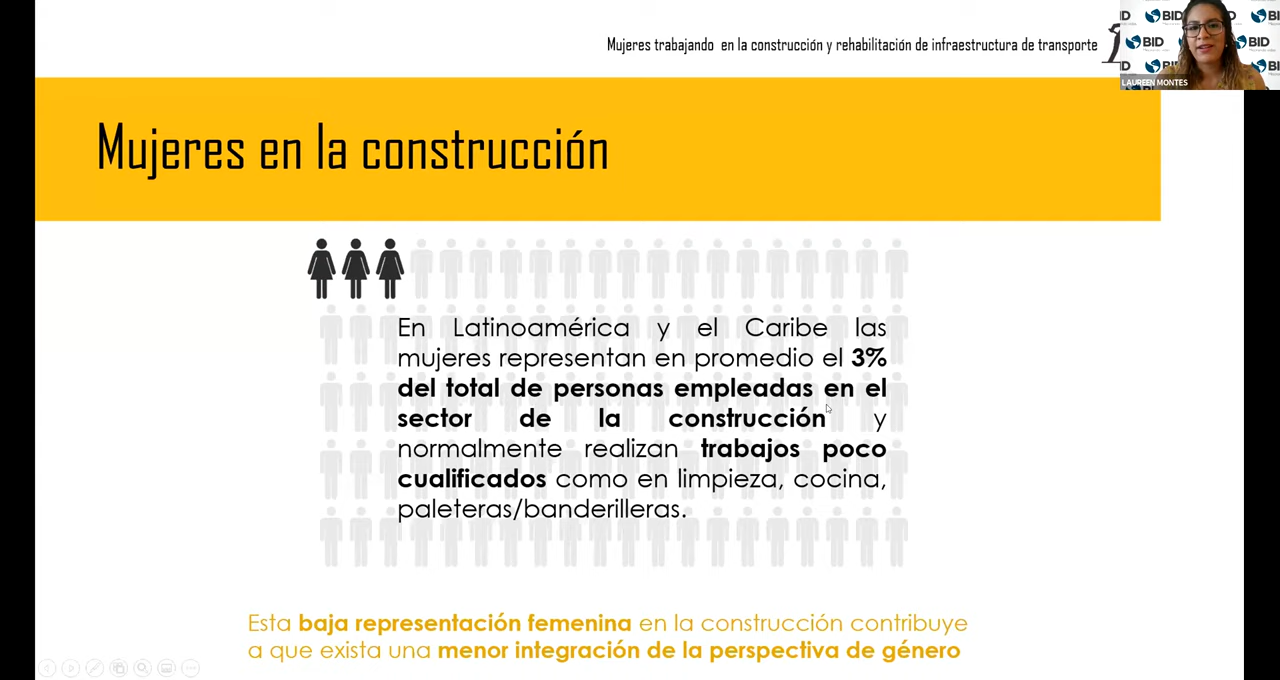 Mujeres trabajando en la construcción y rehabilitación de infraestructura de transporte
BID
BID
BID
LAUREEN MONTES
Mujeres en la construcción
En Latinoamérica y el Caribe las
mujeres representan en promedio el 3%
del total de personas empleadas en el
sector de la construcción y
normalmente realizan trabajos poco
cualificados como en limpieza, cocina,
paleteras/banderilleras.
Esta baja representación femenina en la construcción contribuye
a que exista una menor integración de la perspectiva de género